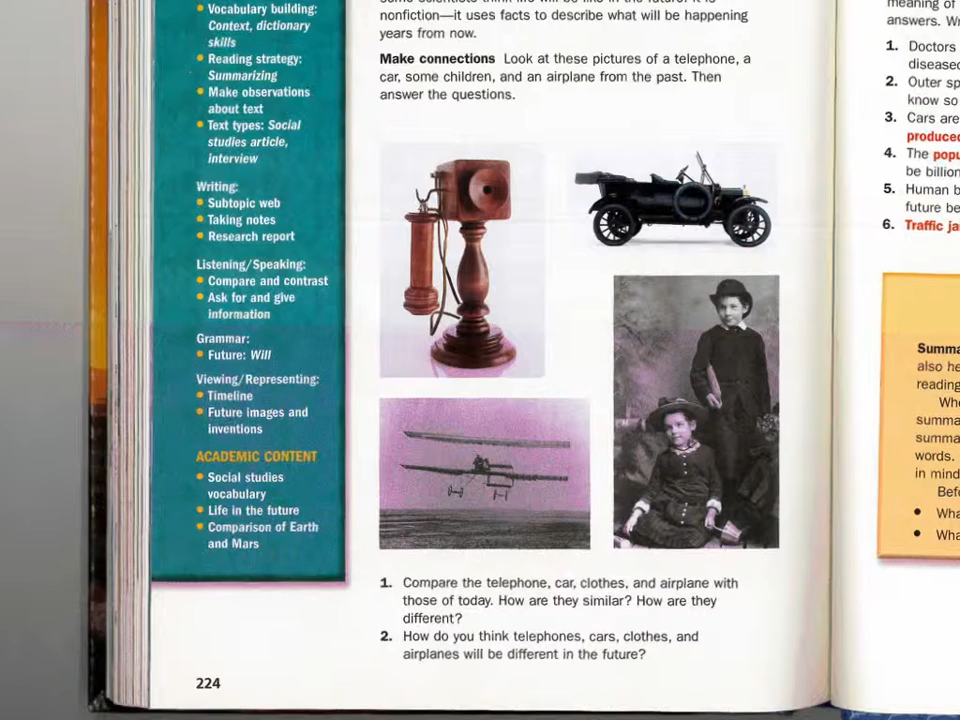 Vocabulary building:
Context, dictionary
skills
Reading strategy:
Summarizing
Make observations
about text
Text types: Social
studies article,
interview
Writing:
Subtopic web
Taking notes
Research report
Listening/Speaking:
Compare and contrast
Ask for and give
information
Grammar:
Future: Will
Viewing/Representing:
Timeline
Future images and
inventions
ACADEMIC CONTENT
Social studies
vocabulary
Life in the future
Comparison of Earth
and Mars
nonfiction—it uses facts to describe what will be happening
years from now.
Make connections Look at these pictures of a telephone, a
car, some children, and an airplane from the past. Then
answer the questions.
1. Compare the telephone, car, clothes, and airplane with
those of today. How are they similar? How are they
different?
2. How do you think telephones, cars, clothes, and
airplanes will be different in the future?
224
meaning of
answers.
1. Doctors
2. Outer
know so
3. Cars are
produced
4. The
be billion
5. Human
future be
6. Traffic
also he
reading
words.
in mind